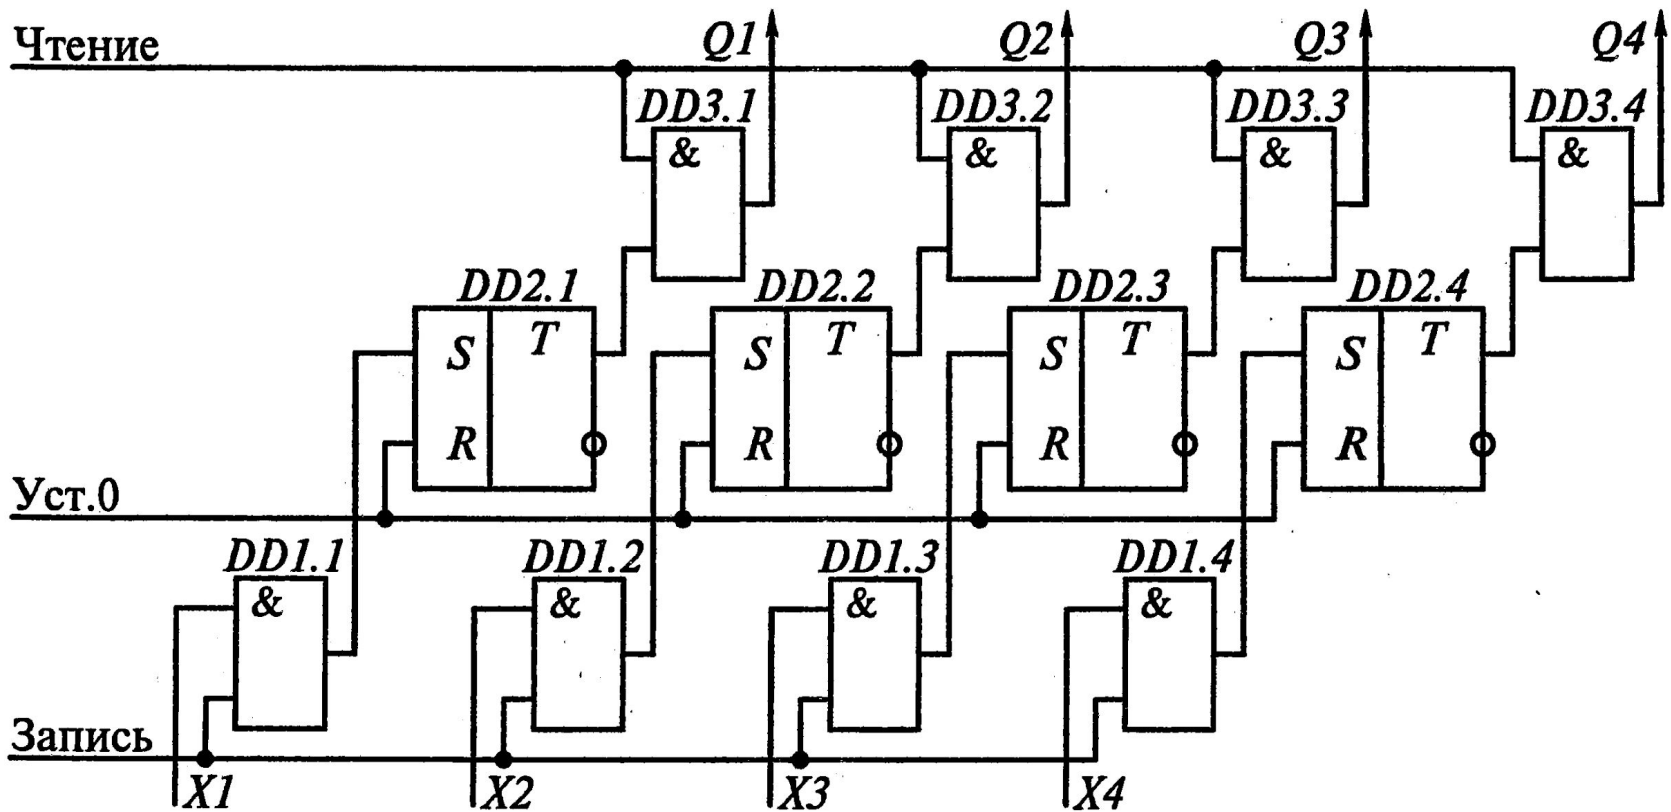 Чтение
Q1 Q2 Q3 Q4
DD3.1 DD3.2 DD3.3 DD3.4
& & & &
DD2.1 DD2.2 DD2.3 DD2.4
S T S T S T S T
R R R R
Уст.0
DD1.1 DD1.2 DD1.3 DD1.4
& & & &
Запись
X1 X2 X3 X4